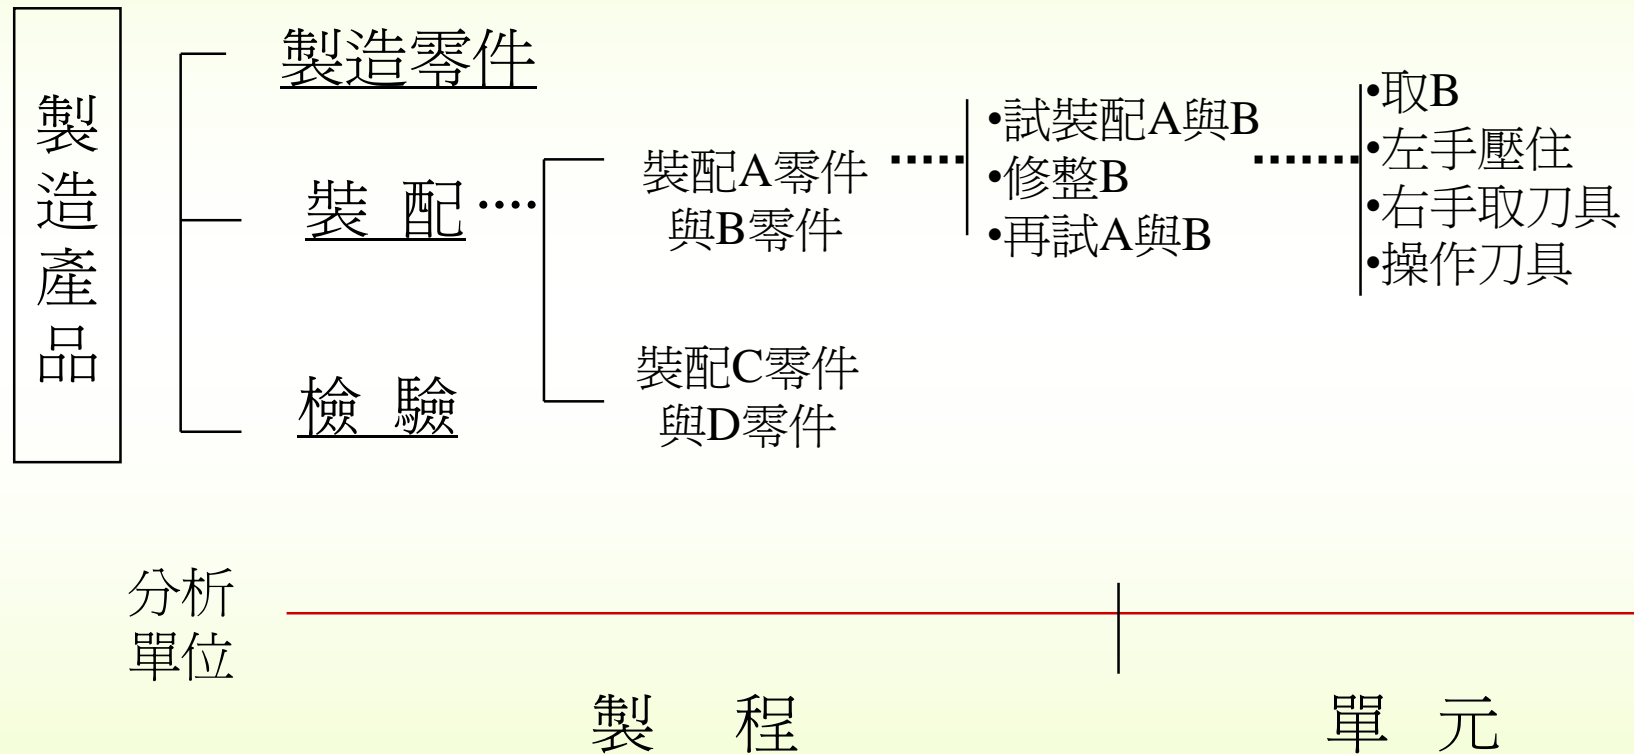 製造產品
製造零件
裝 配
檢 驗
裝配A零件
與B零件
裝配C零件
與D零件
•試裝配A與B
•修整B
•再試A與B
•取B
•左手壓住
•右手取刀具
•操作刀具
分析
單位
製 程
單 元